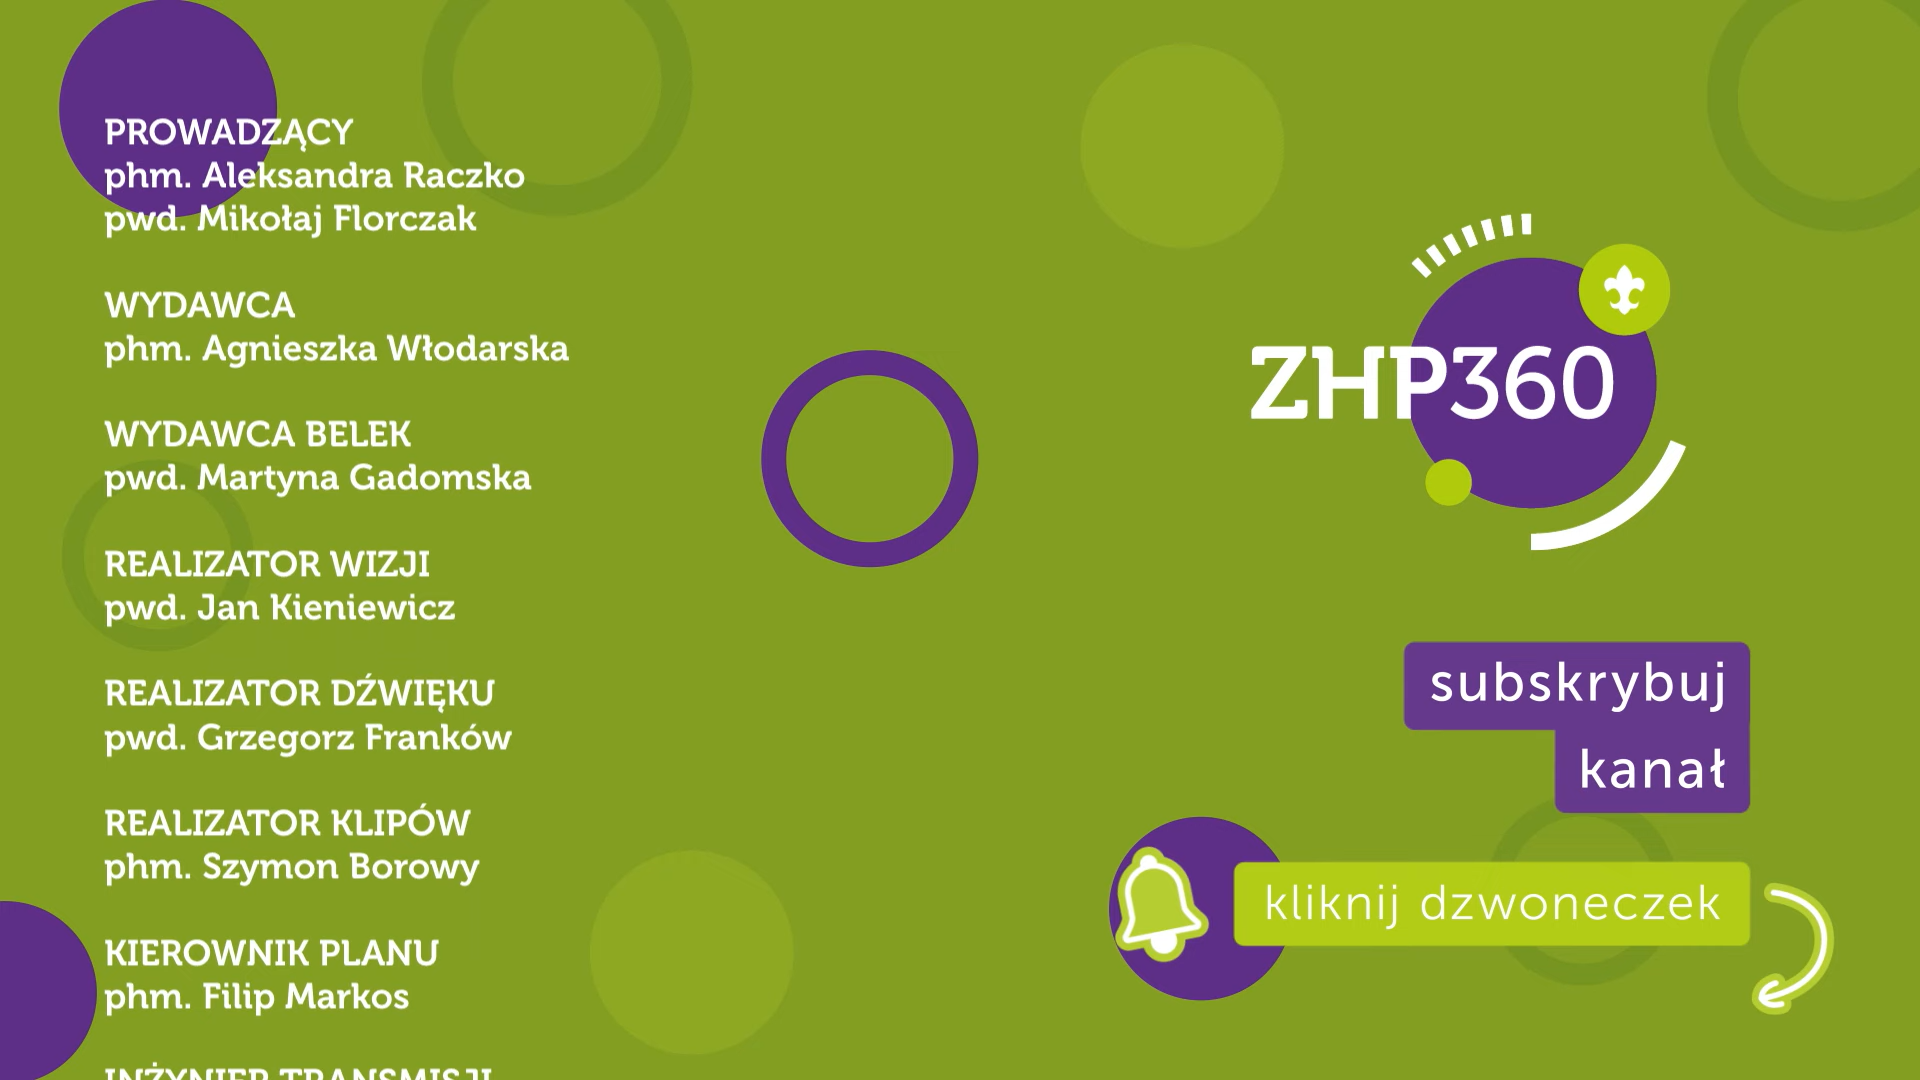 PROWADZĄCY
phm. Aleksandra Raczko
pwd. Mikołaj Florczak
WYDAWCA
phm. Agnieszka Włodarska
WYDAWCA BELEK
pwd. Martyna Gadomska
REALIZATOR WIZJI
pwd. Jan Kieniewicz
REALIZATOR DŹWIĘKU
pwd. Grzegorz Franków
REALIZATOR KLIPÓW
phm. Szymon Borowy
KIEROWNIK PLANU
phm. Filip Markos
INŻYNIER TRANSMISJI
ZHP360
subskrybuj
kanał
kliknij dzwoneczek